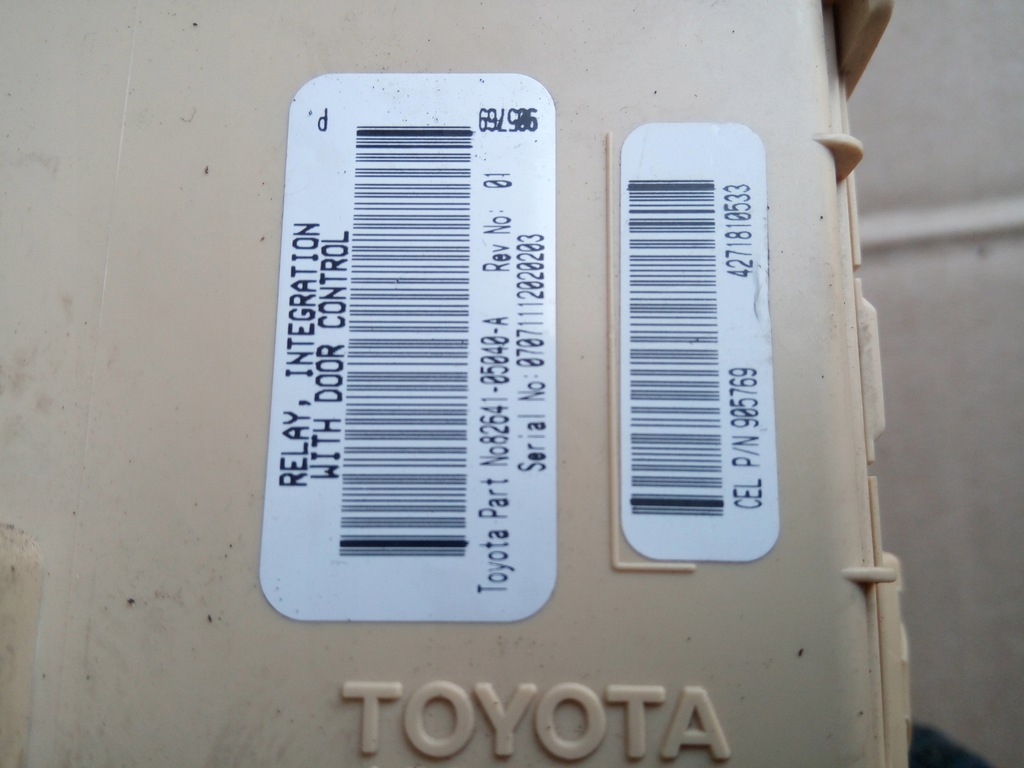 RELAY, INTEGRATION
WITH DOOR CONTROL
Toyota Part No82641-05040-A Rev No: 01
Serial No: 07071112020203
P
CEL P/N 905769 4271810533
TOYOTA